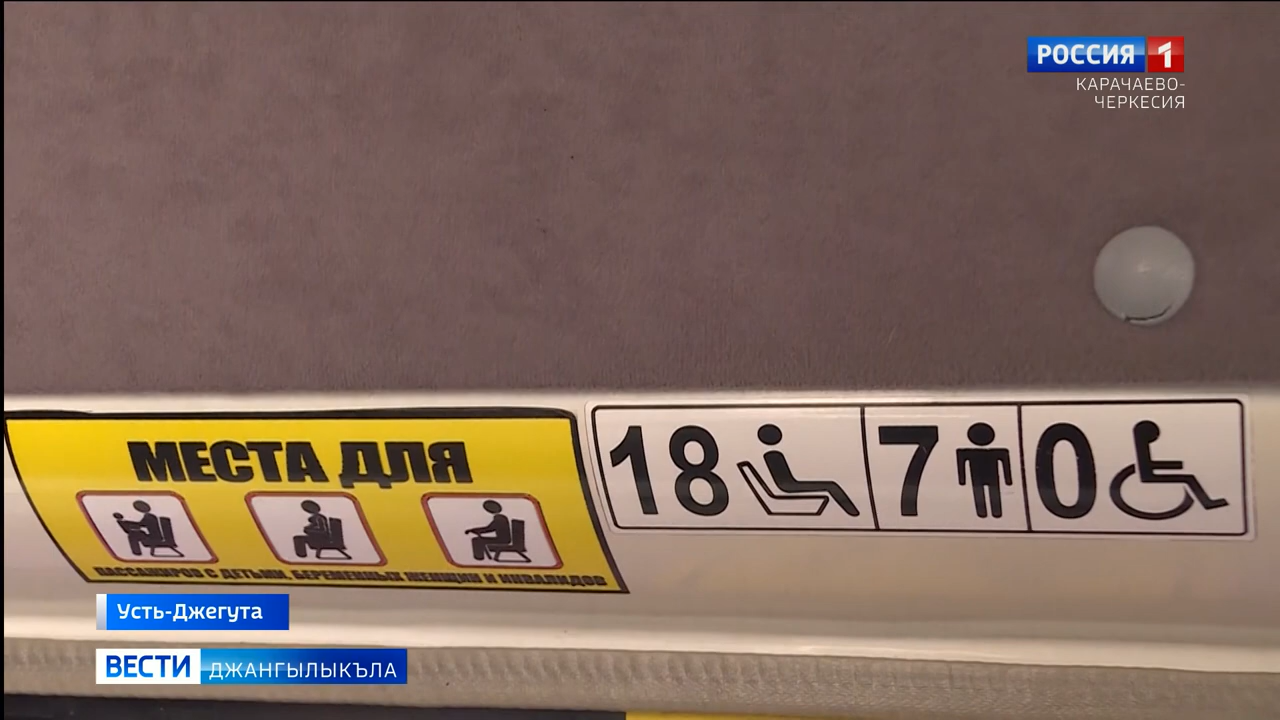 РОССИЯ 1
КАРАЧАЕВО-
ЧЕРКЕСИЯ
МЕСТА ДЛЯ
ПАССАЖИРОВ С ДЕТЬМИ, БЕРЕМЕННЫХ ЖЕНЩИН И ИНВАЛИДОВ
18 7 0
Усть-Джегута
ВЕСТИ ДЖАНГЫЛЫКЪЛА